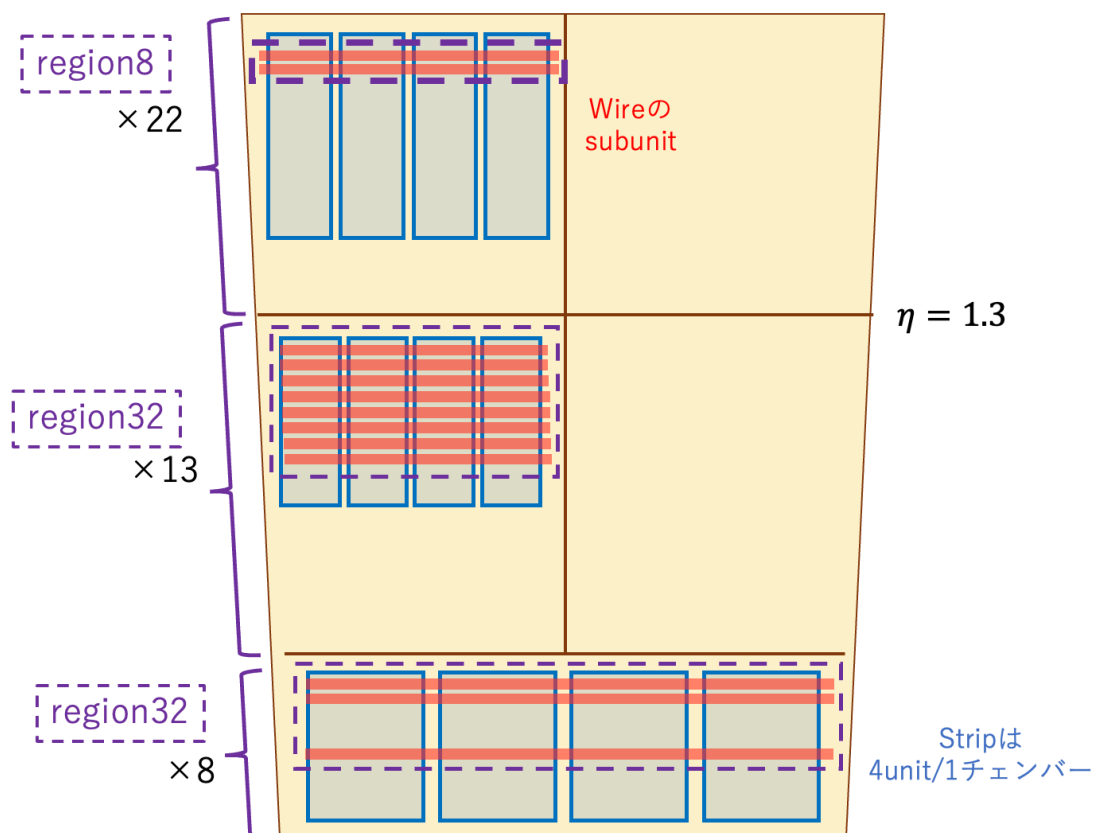 region8
×22
Wireの
subunit
η = 1.3
region32
×13
region32
×8
Stripは
4unit/1チェンバー